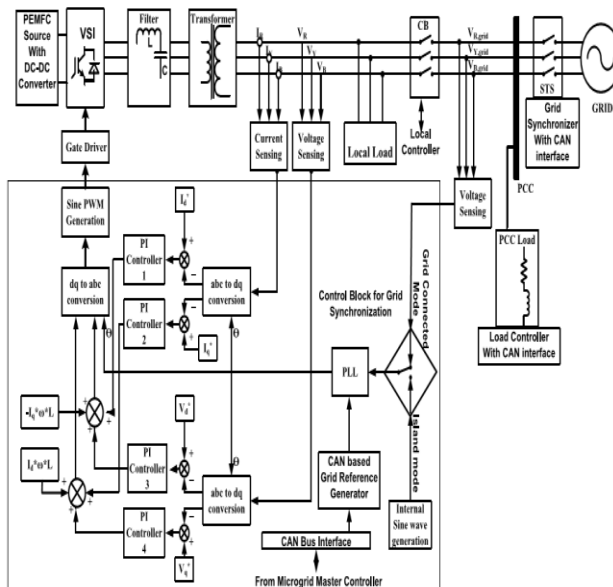 PEMFC
Source
With
DC-DC
Converter
VSI
Filter
L
C
Transformer
I_R
I_Y
I_B
V_R
V_Y
V_B
CB
V_R,grid
V_Y,grid
V_B,grid
STS
GRID
Gate Driver
Current
Sensing
Voltage
Sensing
Local Load
Local
Controller
Grid
Synchronizer
With CAN
interface
PCC
Sine PWM
Generation
I_d*
Voltage
Sensing
PCC Load
dq to abc
conversion
θ
PI
Controller
1
+
−
abc to dq
conversion
PI
Controller
2
−
+
I_q*
θ
Control Block for Grid
Synchronization
Grid Connected
Mode
Load Controller
With CAN interface
PLL
-I_q*ω*L
+
+
+
V_d*
Island mode
I_d*ω*L
+
+
+
PI
Controller
3
+
−
θ
abc to dq
conversion
CAN based
Grid Reference
Generator
Internal
Sine wave
generation
PI
Controller
4
−
+
V_q*
CAN Bus Interface
From Microgrid Master Controller